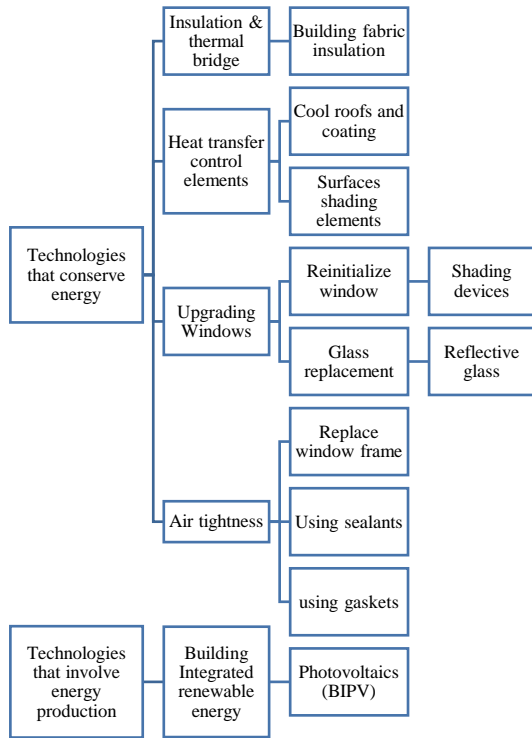 Insulation &
thermal
bridge
Building fabric
insulation
Heat transfer
control
elements
Cool roofs and
coating
Surfaces
shading
elements
Technologies
that conserve
energy
Upgrading
Windows
Reinitialize
window
Shading
devices
Glass
replacement
Reflective
glass
Air tightness
Replace
window frame
Using sealants
using gaskets
Technologies
that involve
energy
production
Building
Integrated
renewable
energy
Photovoltaics
(BIPV)